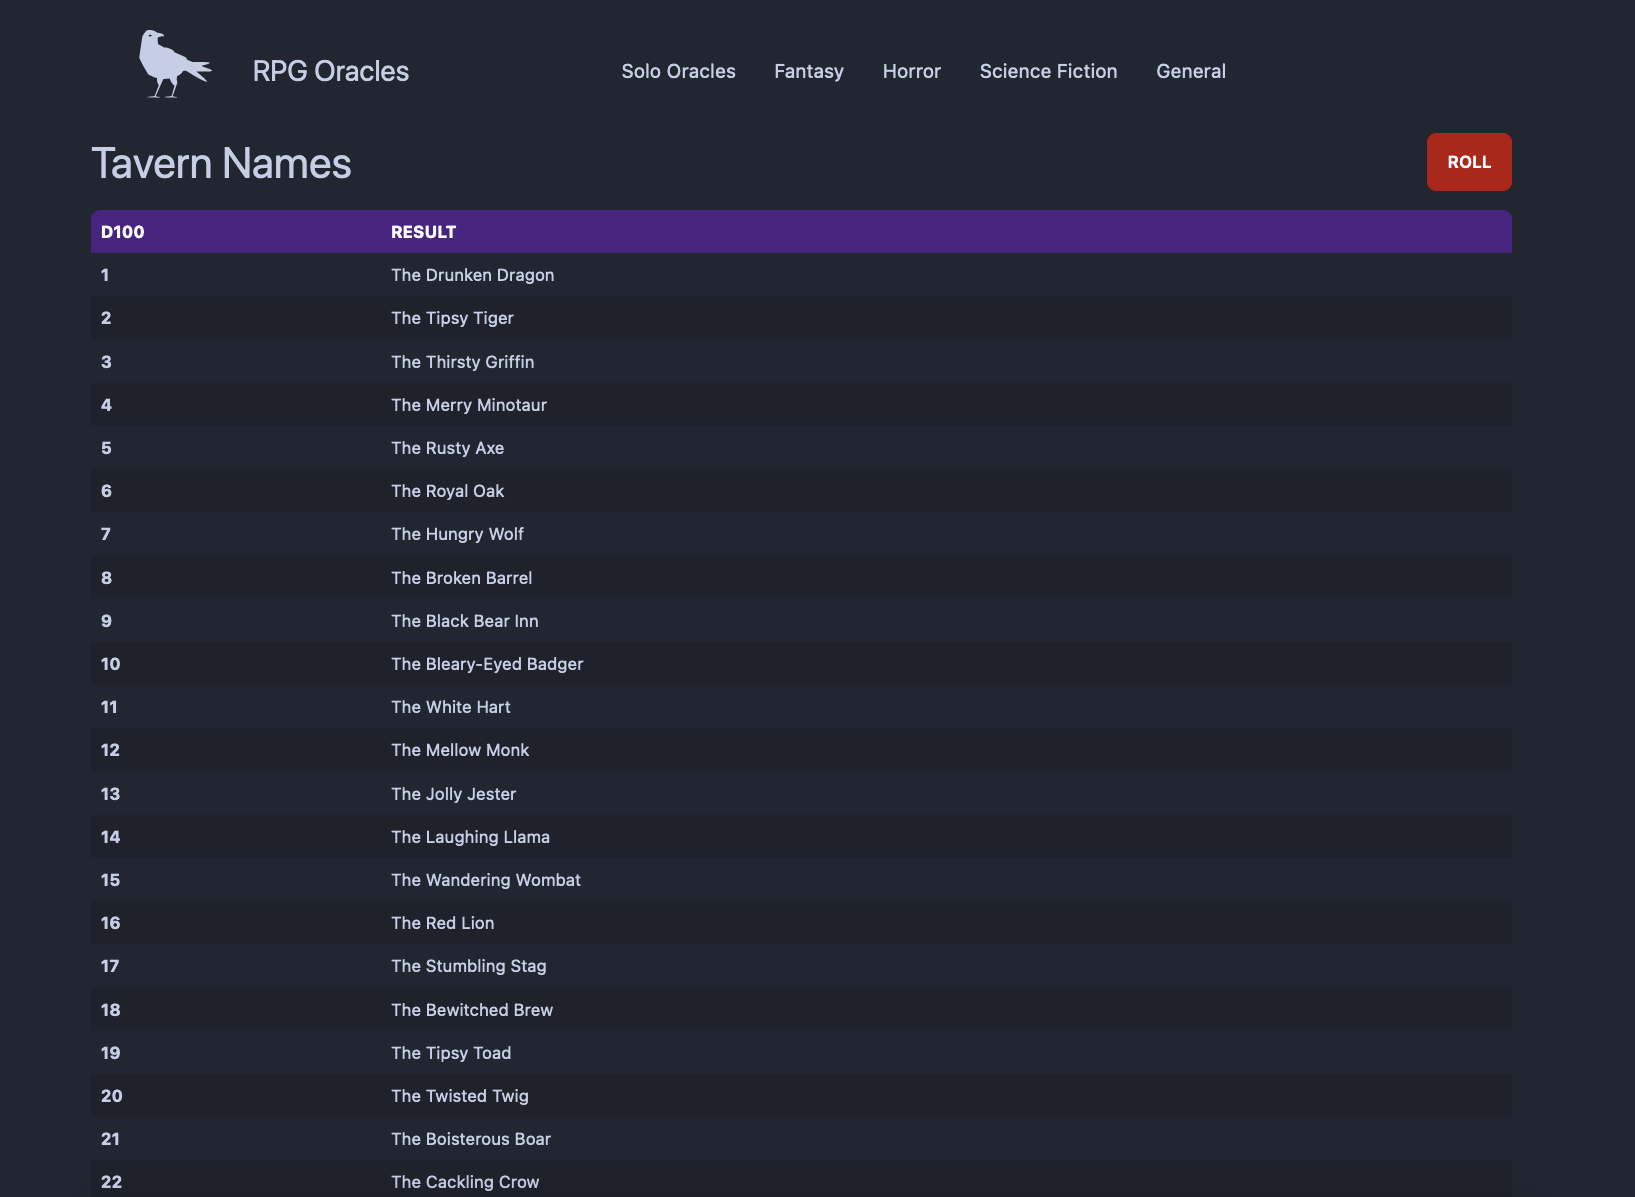 RPG Oracles
Solo Oracles Fantasy Horror Science Fiction General
Tavern Names
ROLL
D100 RESULT
1 The Drunken Dragon
2 The Tipsy Tiger
3 The Thirsty Griffin
4 The Merry Minotaur
5 The Rusty Axe
6 The Royal Oak
7 The Hungry Wolf
8 The Broken Barrel
9 The Black Bear Inn
10 The Bleary-Eyed Badger
11 The White Hart
12 The Mellow Monk
13 The Jolly Jester
14 The Laughing Llama
15 The Wandering Wombat
16 The Red Lion
17 The Stumbling Stag
18 The Bewitched Brew
19 The Tipsy Toad
20 The Twisted Twig
21 The Boisterous Boar
22 The Cackling Crow